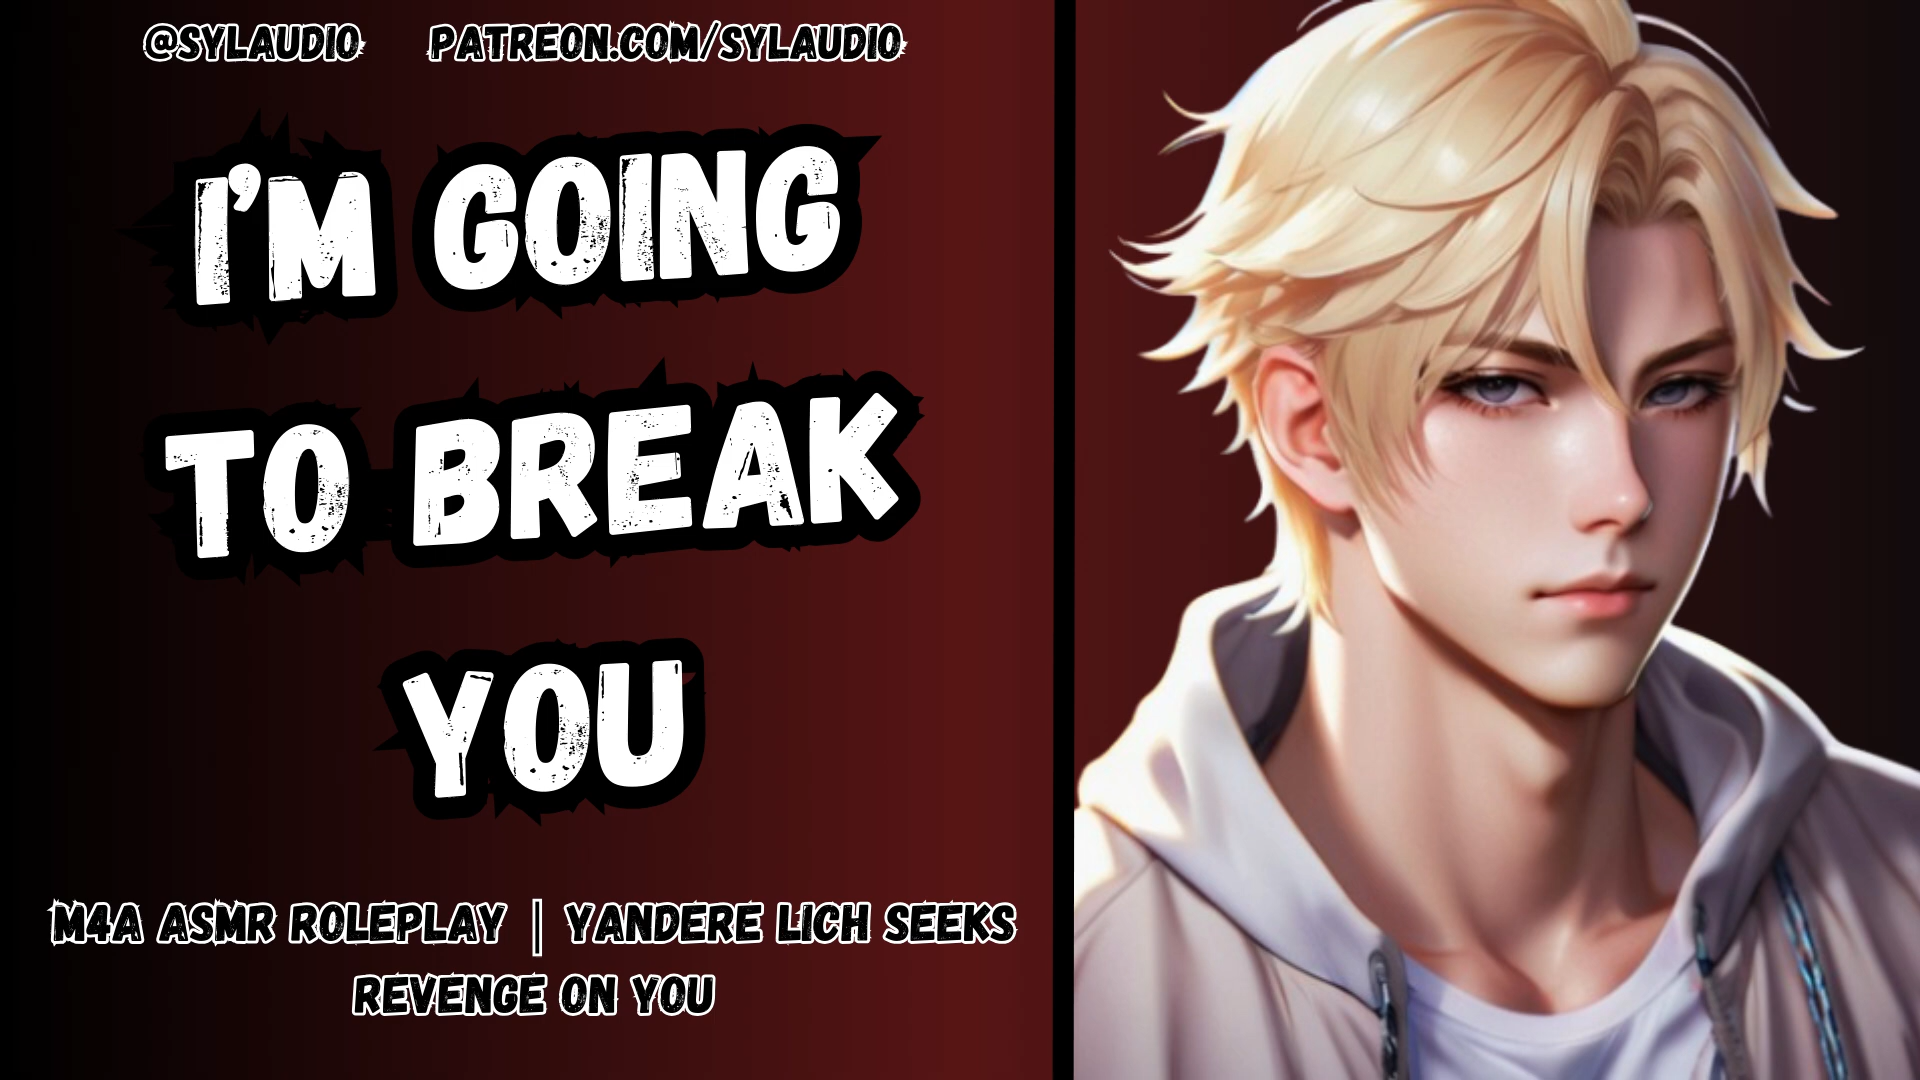 @SYLAUDIO PATREON.COM/SYLAUDIO
I'M GOING
TO BREAK
YOU
M4A ASMR ROLEPLAY | YANDERE LICH SEEKS
REVENGE ON YOU